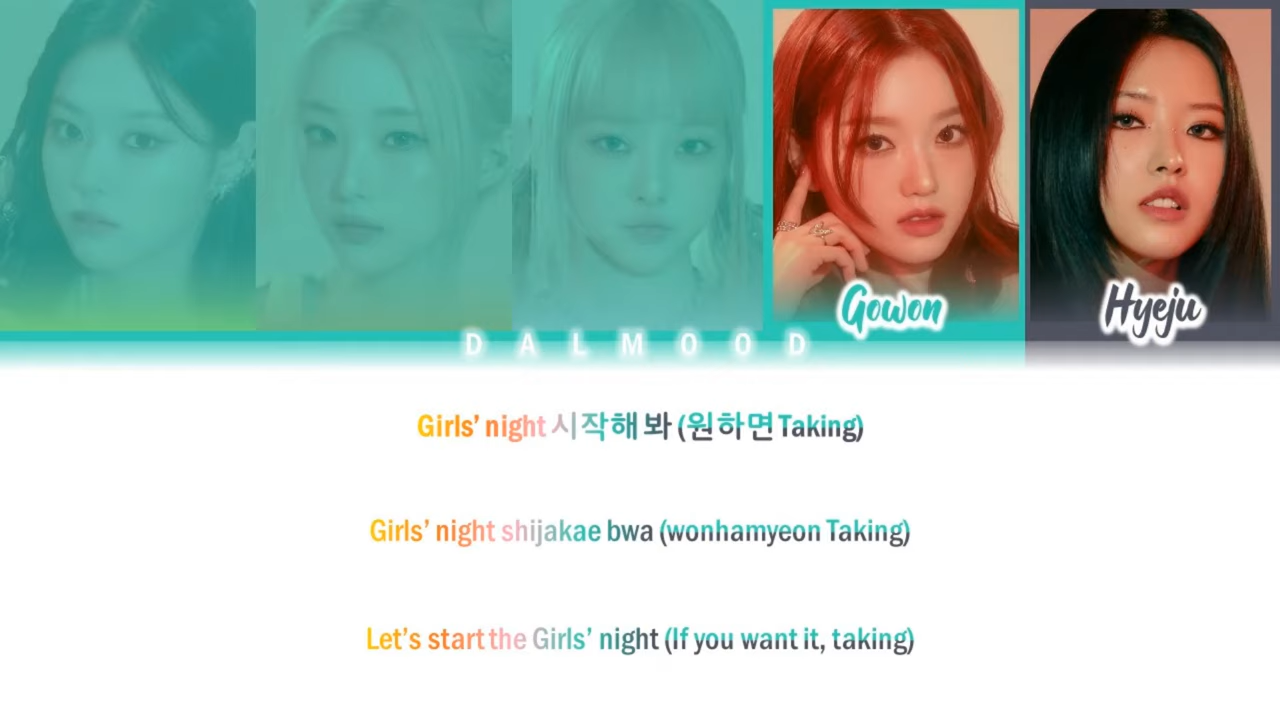 Gowon
Hyeju
DALMOOD
Girls’ night 시작해 봐 (원하면 Taking)
Girls’ night shijakae bwa (wonhamyeon Taking)
Let’s start the Girls’ night (If you want it, taking)